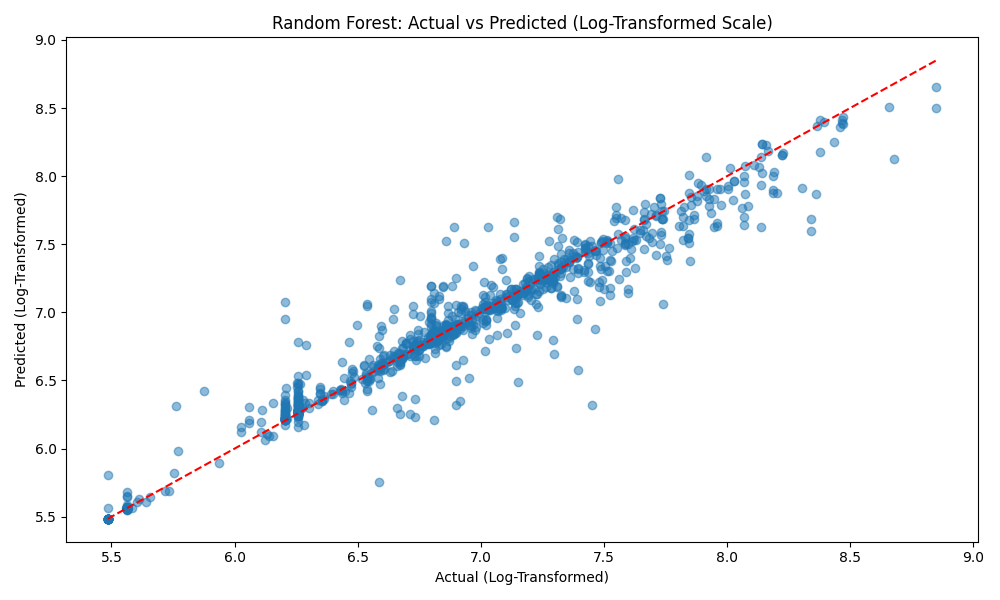 Random Forest: Actual vs Predicted (Log-Transformed Scale)
Predicted (Log-Transformed)
9.0
8.5
8.0
7.5
7.0
6.5
6.0
5.5
5.5 6.0 6.5 7.0 7.5 8.0 8.5 9.0
Actual (Log-Transformed)